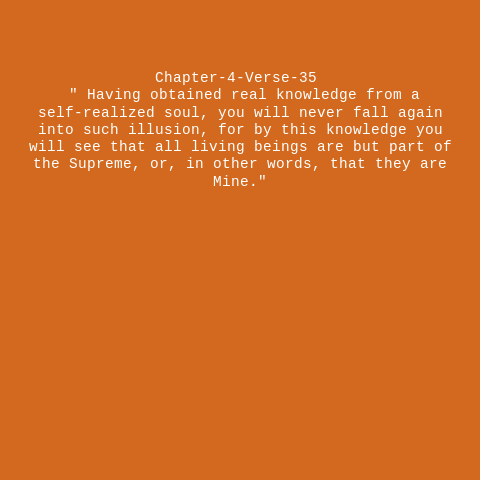 Chapter-4-Verse-35
" Having obtained real knowledge from a
self-realized soul, you will never fall again
into such illusion, for by this knowledge you
will see that all living beings are but part of
the Supreme, or, in other words, that they are
Mine."